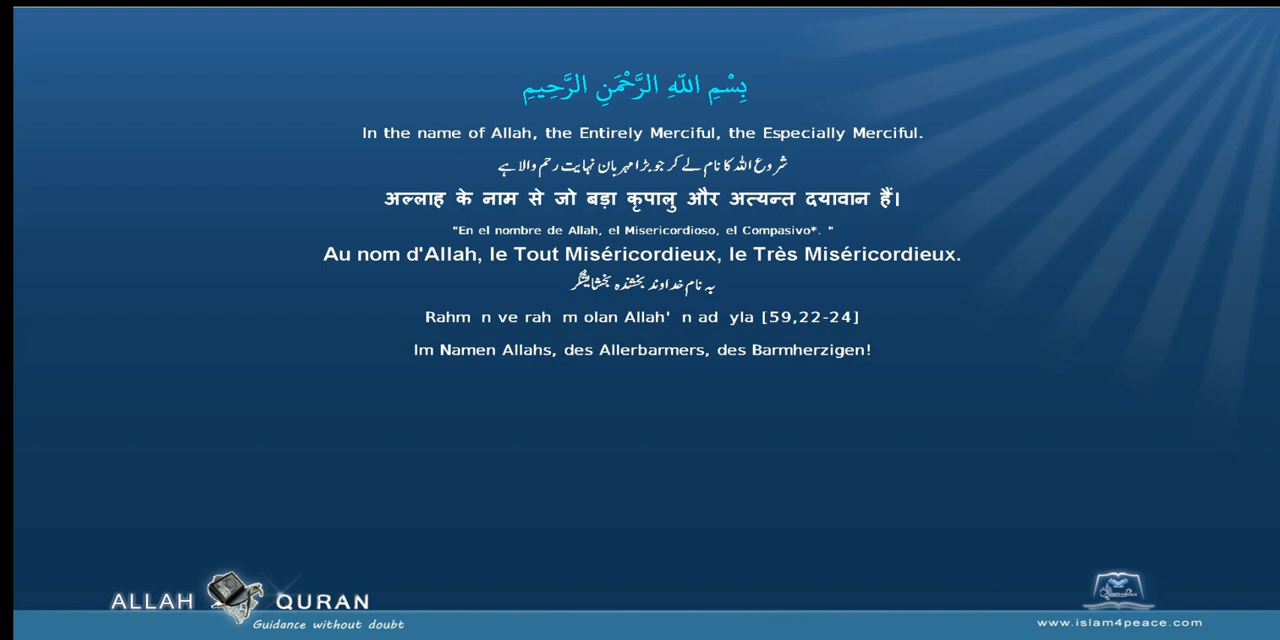 بِسْمِ اللّٰهِ الرَّحْمَنِ الرَّحِيمِ
In the name of Allah, the Entirely Merciful, the Especially Merciful.
شروع الله کا نام لے کر جو بڑا مہربان نہایت رحم والا ہے
अल्लाह के नाम से जो बड़ा कृपालु और अत्यन्त दयावान हैं।
"En el nombre de Allah, el Misericordioso, el Compasivo*. "
Au nom d'Allah, le Tout Miséricordieux, le Très Miséricordieux.
به نام خداوند بخشنده بخشایشگر
Rahm n ve rah m olan Allah' n ad yla [59,22-24]
Im Namen Allahs, des Allerbarmers, des Barmherzigen!
ALLAH QURAN
Guidance without doubt
www.islam4peace.com